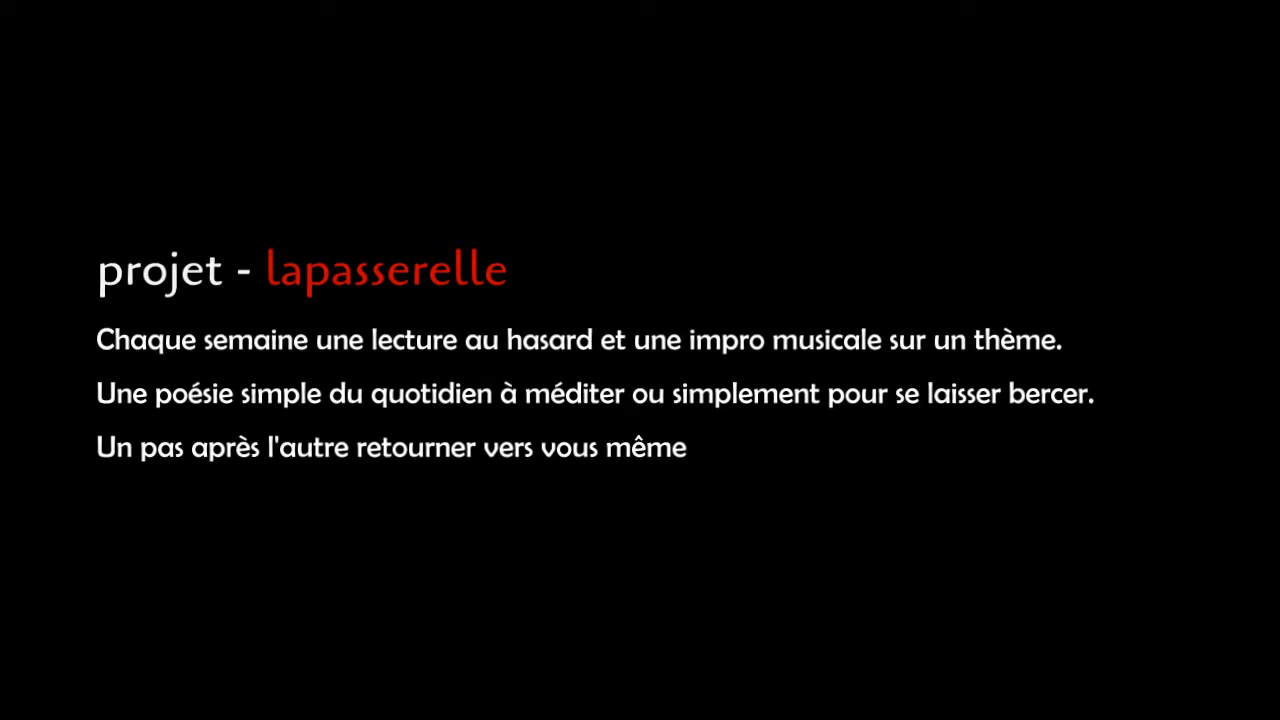 projet - lapasserelle
Chaque semaine une lecture au hasard et une impro musicale sur un thème.
Une poésie simple du quotidien à méditer ou simplement pour se laisser bercer.
Un pas après l'autre retourner vers vous même